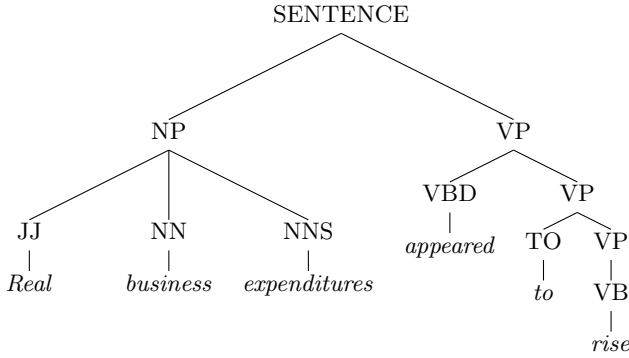 SENTENCE
NP VP
VBD VP
JJ NN NNS TO VP
appeared
Real business expenditures to VB
rise